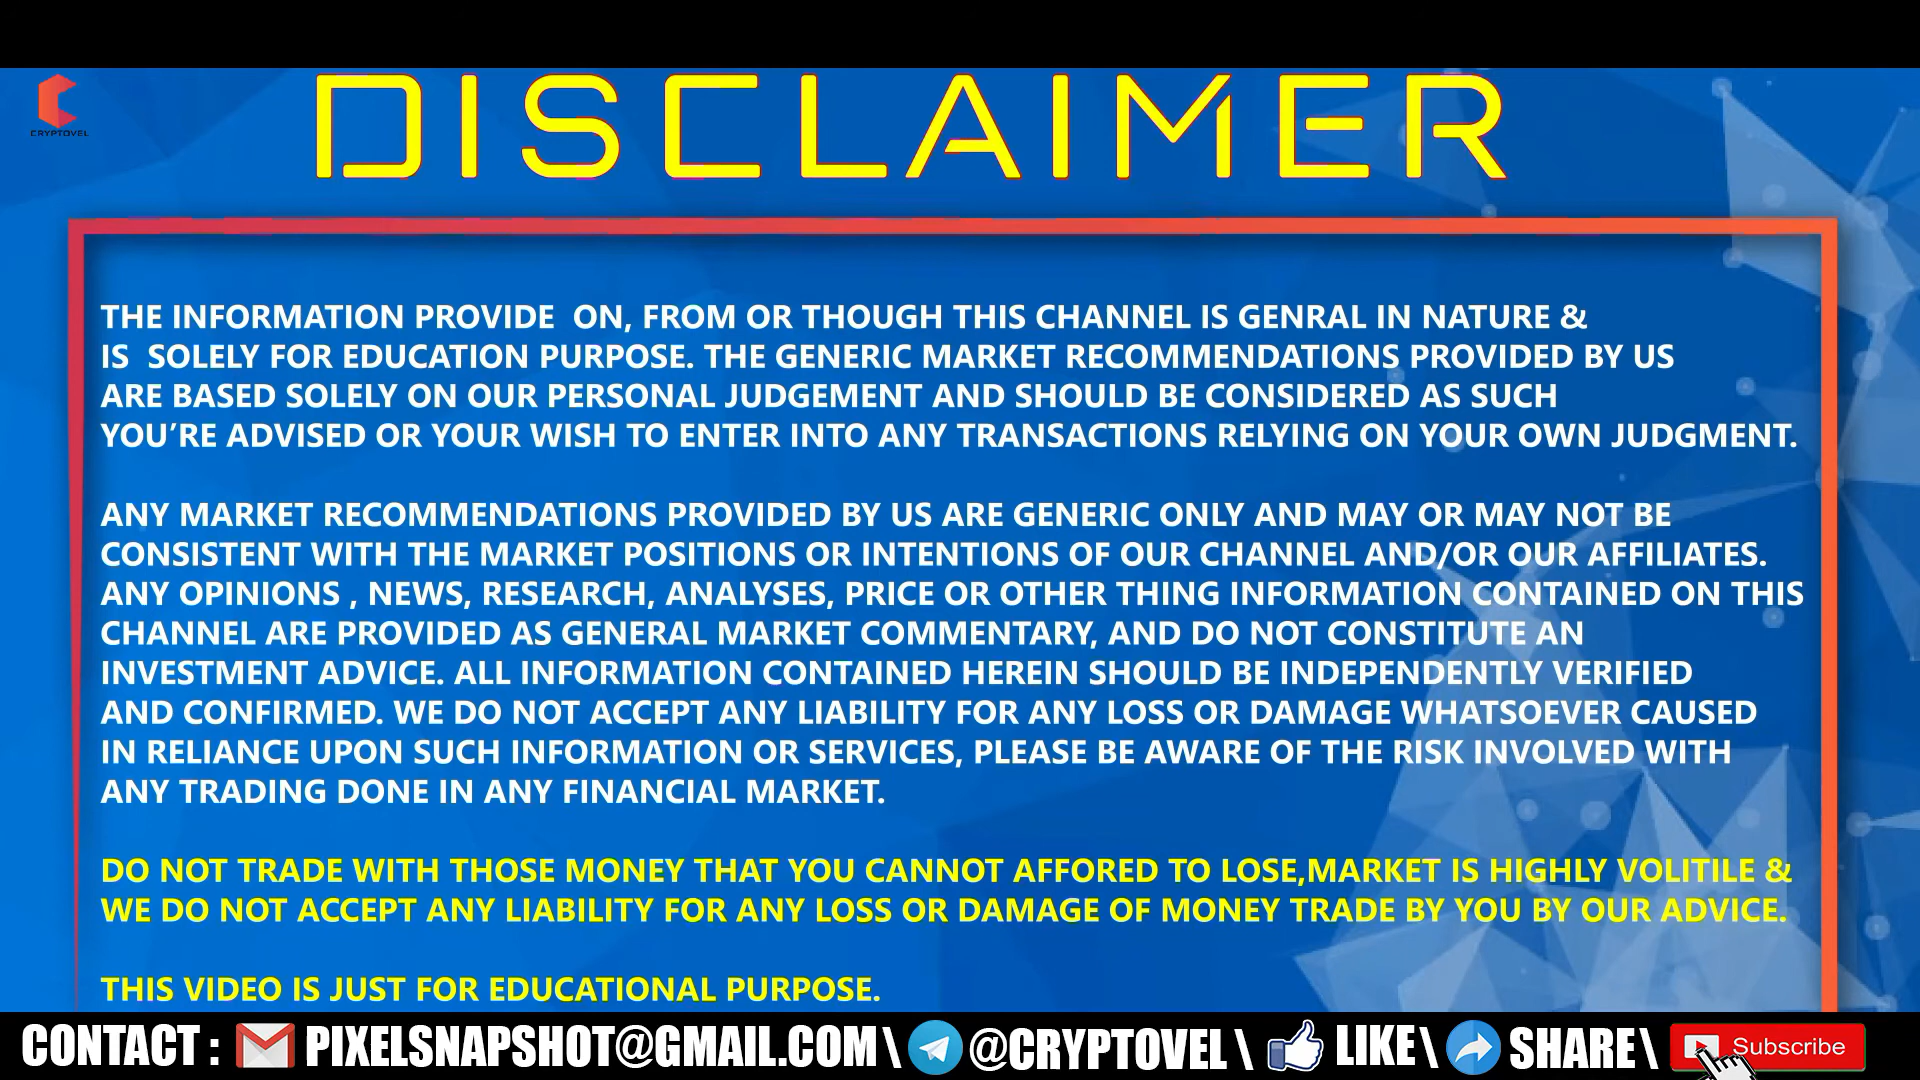 DISCLAIMER
CRYPTOVEL
THE INFORMATION PROVIDE  ON, FROM OR THOUGH THIS CHANNEL IS GENRAL IN NATURE &
IS  SOLELY FOR EDUCATION PURPOSE. THE GENERIC MARKET RECOMMENDATIONS PROVIDED BY US
ARE BASED SOLELY ON OUR PERSONAL JUDGEMENT AND SHOULD BE CONSIDERED AS SUCH
YOU’RE ADVISED OR YOUR WISH TO ENTER INTO ANY TRANSACTIONS RELYING ON YOUR OWN JUDGMENT.
ANY MARKET RECOMMENDATIONS PROVIDED BY US ARE GENERIC ONLY AND MAY OR MAY NOT BE
CONSISTENT WITH THE MARKET POSITIONS OR INTENTIONS OF OUR CHANNEL AND/OR OUR AFFILIATES.
ANY OPINIONS , NEWS, RESEARCH, ANALYSES, PRICE OR OTHER THING INFORMATION CONTAINED ON THIS
CHANNEL ARE PROVIDED AS GENERAL MARKET COMMENTARY, AND DO NOT CONSTITUTE AN
INVESTMENT ADVICE. ALL INFORMATION CONTAINED HEREIN SHOULD BE INDEPENDENTLY VERIFIED
AND CONFIRMED. WE DO NOT ACCEPT ANY LIABILITY FOR ANY LOSS OR DAMAGE WHATSOEVER CAUSED
IN RELIANCE UPON SUCH INFORMATION OR SERVICES, PLEASE BE AWARE OF THE RISK INVOLVED WITH
ANY TRADING DONE IN ANY FINANCIAL MARKET.
DO NOT TRADE WITH THOSE MONEY THAT YOU CANNOT AFFORED TO LOSE,MARKET IS HIGHLY VOLITILE &
WE DO NOT ACCEPT ANY LIABILITY FOR ANY LOSS OR DAMAGE OF MONEY TRADE BY YOU BY OUR ADVICE.
THIS VIDEO IS JUST FOR EDUCATIONAL PURPOSE.
CONTACT : PIXELSNAPSHOT@GMAIL.COM \ @CRYPTOVEL \ LIKE \ SHARE \ Subscribe